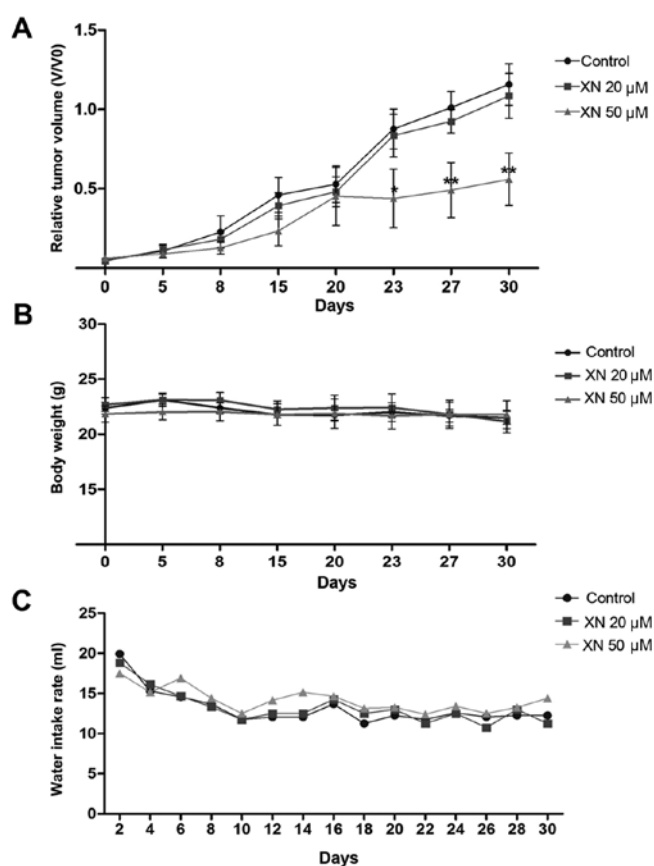 A
Relative tumor volume (V/V0)
1.5
1.0
0.5
* ** **
0 5 8 15 20 23 27 30
Days
Control
XN 20 µM
XN 50 µM
B
Body weight (g)
30
25
20
15
0 5 8 15 20 23 27 30
Days
Control
XN 20 µM
XN 50 µM
C
Water intake rate (ml)
25
20
15
10
5
0
2 4 6 8 10 12 14 16 18 20 22 24 26 28 30
Days
Control
XN 20 µM
XN 50 µM